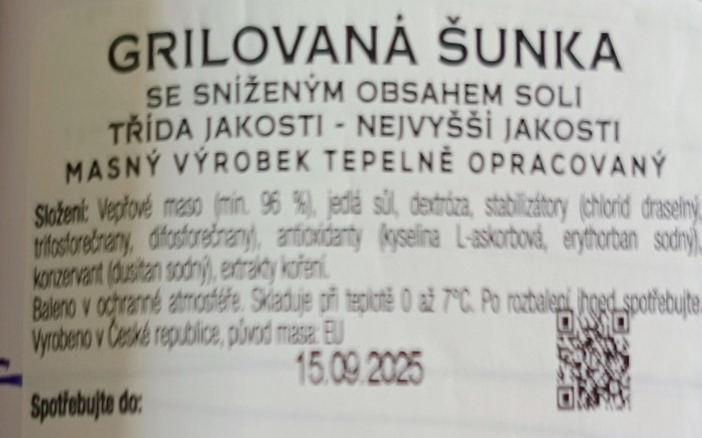 GRILOVANÁ ŠUNKA
SE SNÍŽENÝM OBSAHEM SOLI
TŘÍDA JAKOSTI - NEJVYŠŠÍ JAKOSTI
MASNÝ VÝROBEK TEPELNĚ OPRACOVANÝ
Složení: Vepřové maso (min. 96 %), jedlá sůl, dextróza, stabilizátory (chlorid draselný,
trifosforečnany, difosforečnany), antioxidanty (kyselina L-askorbová, erythorban sodný),
konzervant (dusitan sodný), extrakty koření.
Baleno v ochranné atmosféře. Skladuje při teplotě 0 až 7°C. Po rozbalení ihned spotřebujte.
Vyrobeno v České republice, původ masa: EU
15.09.2025
Spotřebujte do: